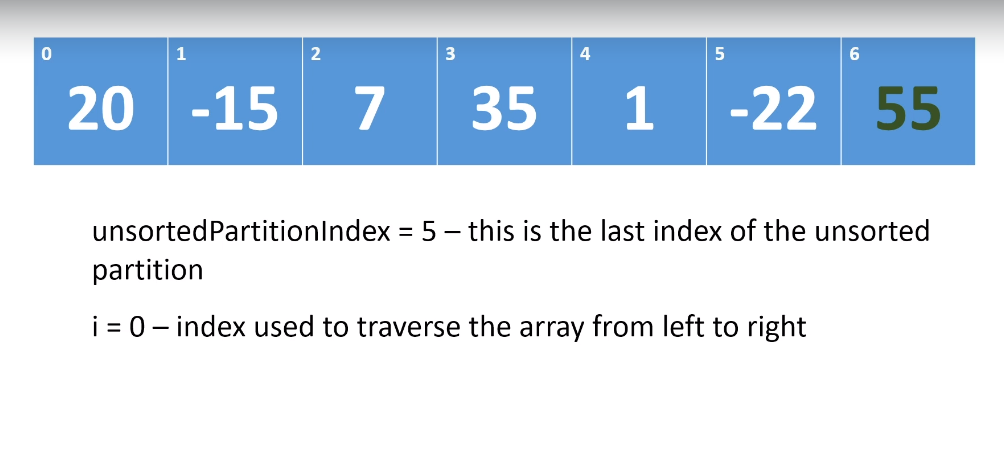 0 1 2 3 4 5 6
20 -15 7 35 1 -22 55
unsortedPartitionIndex = 5 – this is the last index of the unsorted
partition
i = 0 – index used to traverse the array from left to right